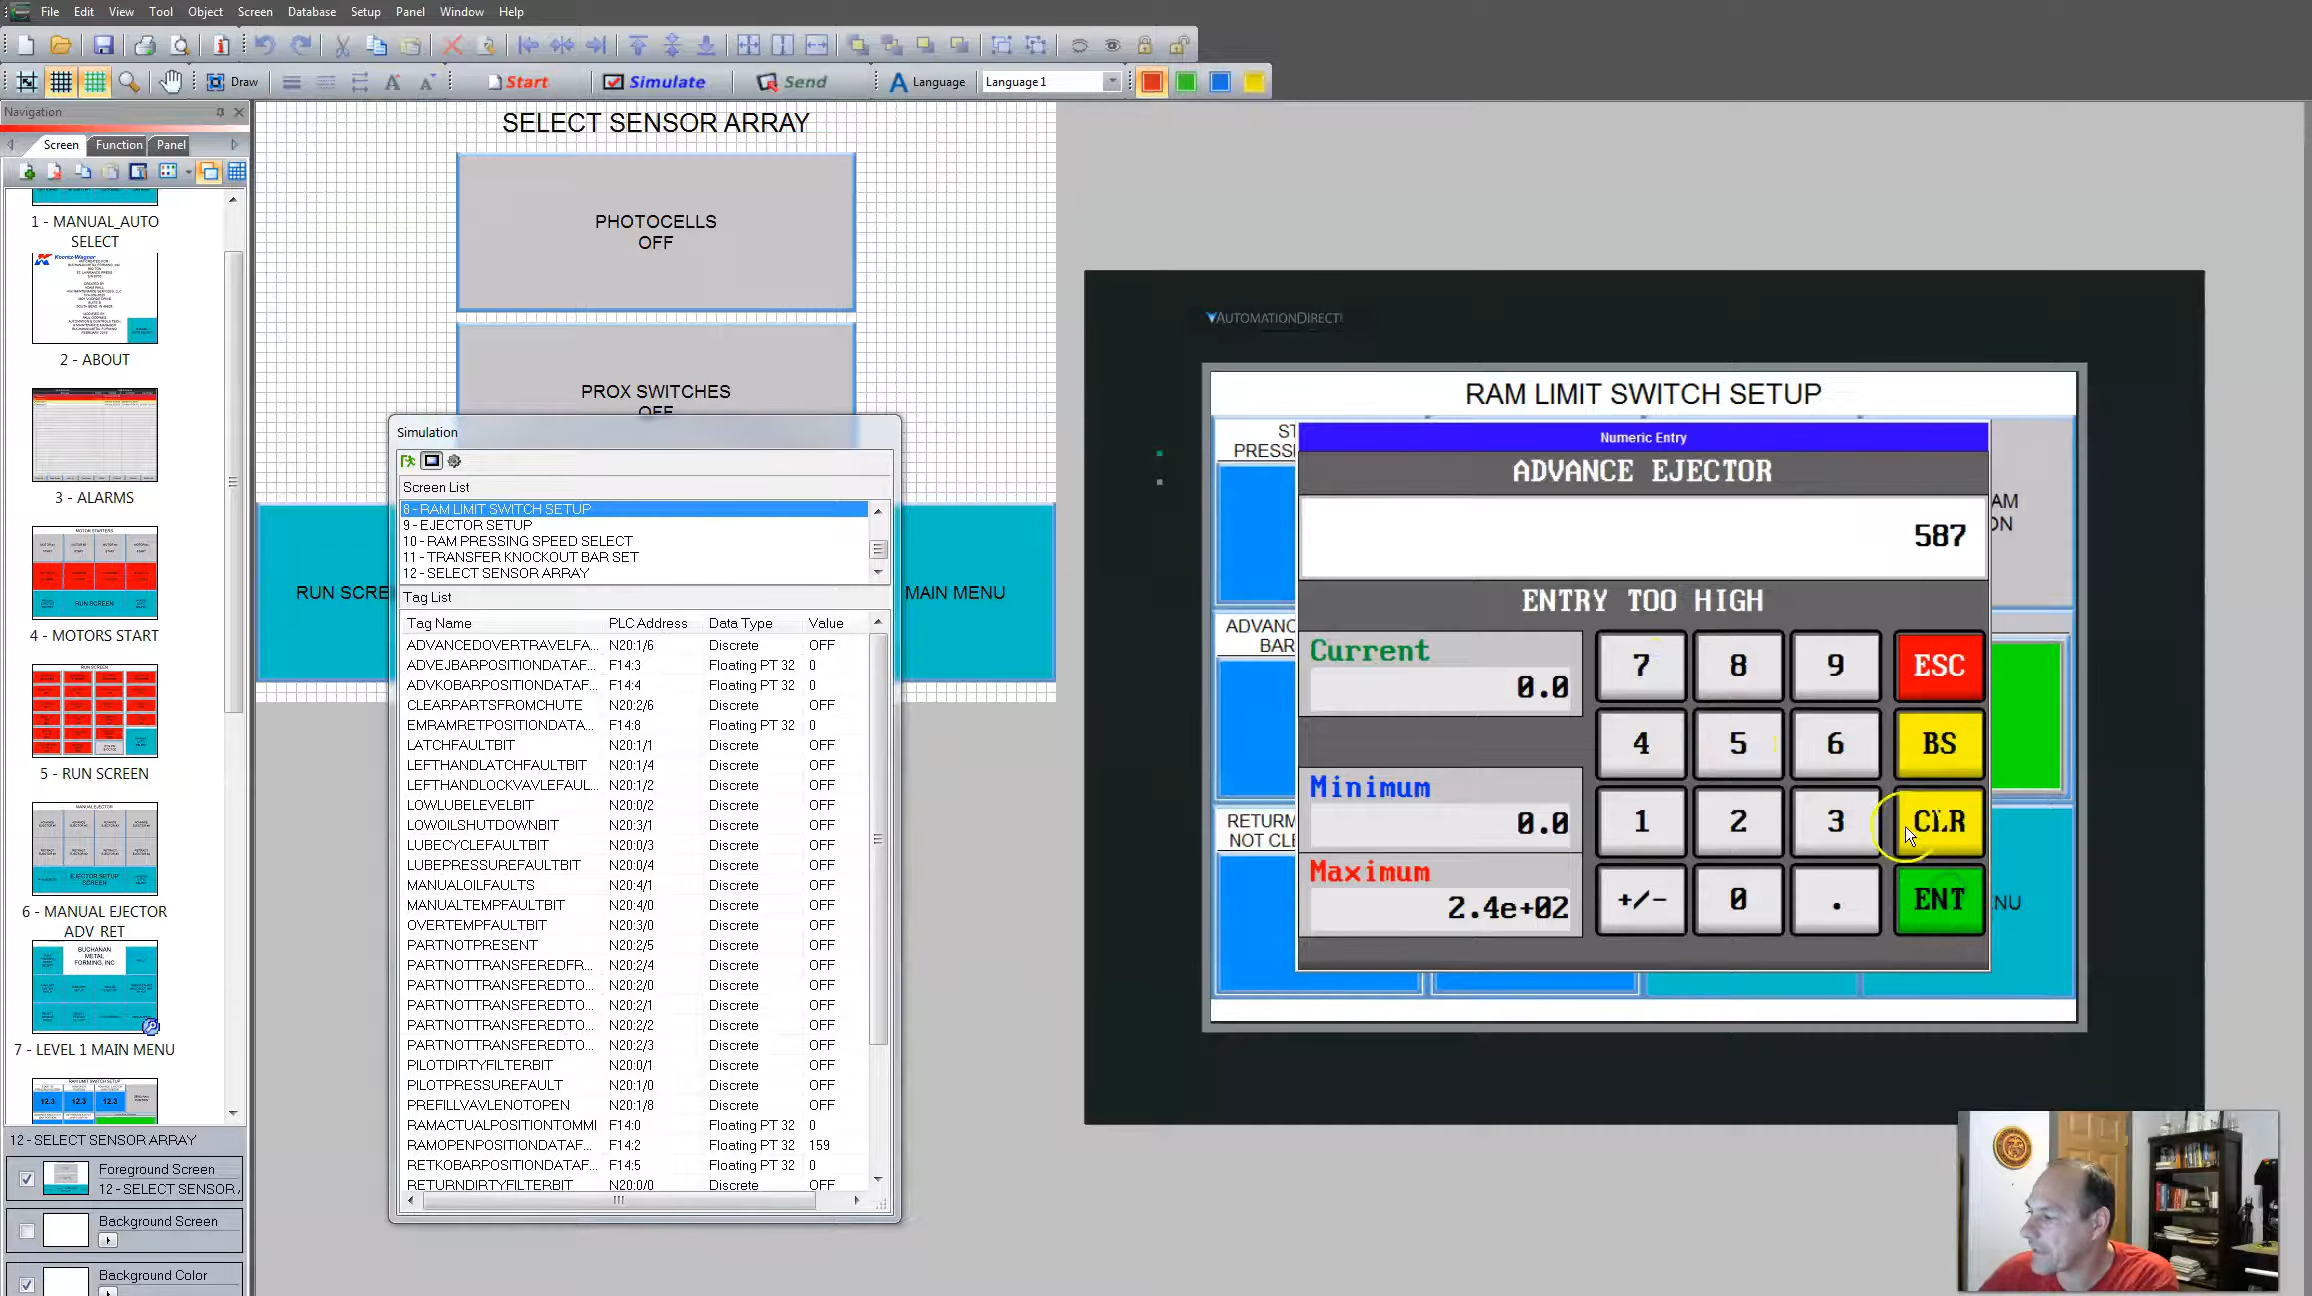 File Edit View Tool Object Screen Database Setup Panel Window Help
Draw Start Simulate Send Language Language 1
Navigation
Screen Function Panel
1 - MANUAL_AUTO
SELECT
2 - ABOUT
3 - ALARMS
4 - MOTORS START
5 - RUN SCREEN
6 - MANUAL EJECTOR
ADV_RET
7 - LEVEL 1 MAIN MENU
12 - SELECT SENSOR ARRAY
Foreground Screen
12 - SELECT SENSOR
Background Screen
Background Color
SELECT SENSOR ARRAY
PHOTOCELLS
OFF
PROX SWITCHES
OFF
RUN SCRE
MAIN MENU
Simulation
Screen List
8 - RAM LIMIT SWITCH SETUP
9 - EJECTOR SETUP
10 - RAM PRESSING SPEED SELECT
11 - TRANSFER KNOCKOUT BAR SET
12 - SELECT SENSOR ARRAY
Tag List
Tag Name PLC Address Data Type Value
ADVANCEDOVERTRAVELFA... N20:1/6 Discrete OFF
ADVEJBARPOSITIONDATAF... F14:3 Floating PT 32 0
ADVKOBARPOSITIONDATAF... F14:4 Floating PT 32 0
CLEARPARTSFROMCHUTE N20:2/6 Discrete OFF
EMRAMRETPOSITIONDATA... F14:8 Floating PT 32 0
LATCHFAULTBIT N20:1/1 Discrete OFF
LEFTHANDLATCHFAULTBIT N20:1/4 Discrete OFF
LEFTHANDLOCKVAVLEFAUL... N20:1/2 Discrete OFF
LOWLUBELEVELBIT N20:0/2 Discrete OFF
LOWOILSHUTDOWNBIT N20:3/1 Discrete OFF
LUBECYCLEFAULTBIT N20:0/3 Discrete OFF
LUBEPRESSUREFAULTBIT N20:0/4 Discrete OFF
MANUALOILFAULTS N20:4/1 Discrete OFF
MANUALTEMPFAULTBIT N20:4/0 Discrete OFF
OVERTEMPFAULTBIT N20:3/0 Discrete OFF
PARTNOTPRESENT N20:2/5 Discrete OFF
PARTNOTTRANSFEREDFR... N20:2/4 Discrete OFF
PARTNOTTRANSFEREDTO... N20:2/0 Discrete OFF
PARTNOTTRANSFEREDTO... N20:2/1 Discrete OFF
PARTNOTTRANSFEREDTO... N20:2/2 Discrete OFF
PARTNOTTRANSFEREDTO... N20:2/3 Discrete OFF
PILOTDIRTYFILTERBIT N20:0/1 Discrete OFF
PILOTPRESSUREFAULT N20:1/0 Discrete OFF
PREFILLVAVLENOTOPEN N20:1/8 Discrete OFF
RAMACTUALPOSITIONTOMMI F14:0 Floating PT 32 0
RAMOPENPOSITIONDATAF... F14:2 Floating PT 32 159
RETKOBARPOSITIONDATAF... F14:5 Floating PT 32 0
RETURNDIRTYFILTERBIT N20:0/0 Discrete OFF
AUTOMATIONDIRECT
RAM LIMIT SWITCH SETUP
ST
PRESS
AM
ON
ADVAN
BAR
RETURN
NOT CLE
NU
Numeric Entry
ADVANCE EJECTOR
587
ENTRY TOO HIGH
Current
0.0
Minimum
0.0
Maximum
2.4e+02
7 8 9 ESC
4 5 6 BS
1 2 3 CLR
+/- 0 . ENT